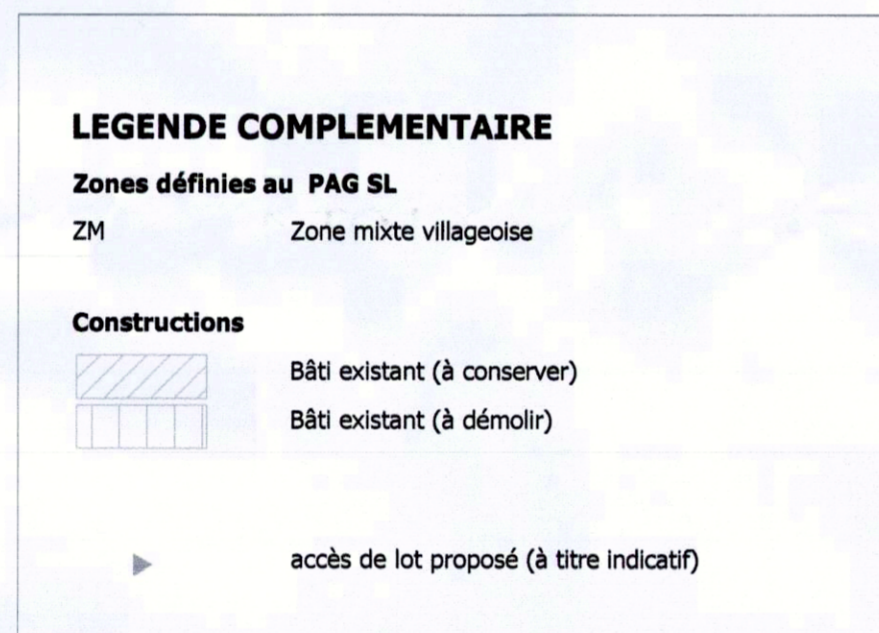 LEGENDE COMPLEMENTAIRE
Zones définies au PAG SL
ZM Zone mixte villageoise
Constructions
Bâti existant (à conserver)
Bâti existant (à démolir)
accès de lot proposé (à titre indicatif)